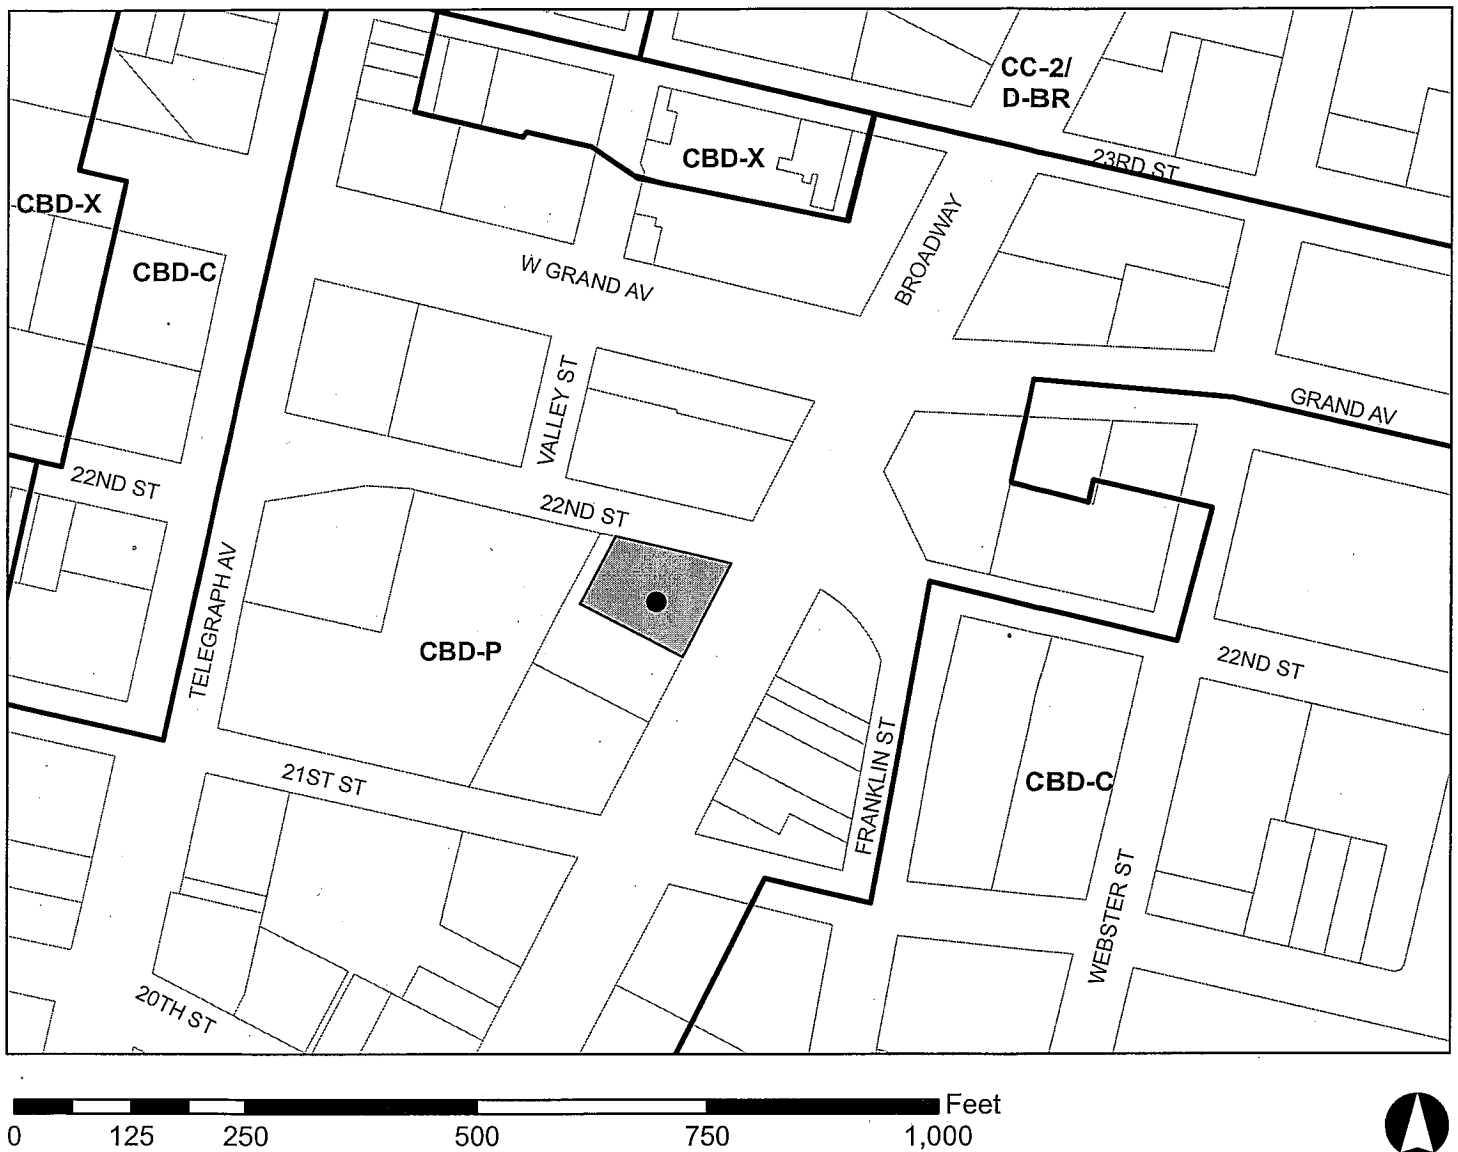 CC-2/
D-BR
CBD-X
23RD ST
CBD-X
BROADWAY
CBD-C
W GRAND AV
VALLEY ST
GRAND AV
22ND ST
22ND ST
TELEGRAPH AV
CBD-P
22ND ST
21ST ST
FRANKLIN ST
CBD-C
WEBSTER ST
20TH ST
Feet
0 125 250 500 750 1,000